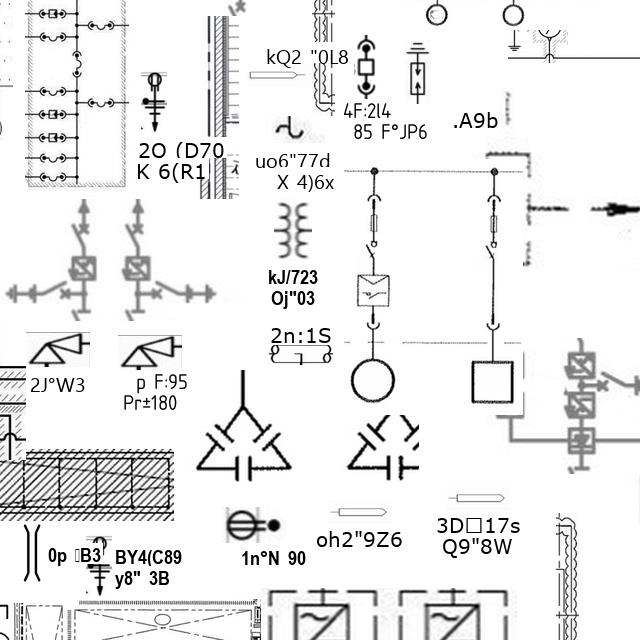 kQ2 "0L8
4F:2l4
85 F°JP6
.A9b
2O (D70
K 6(R1
uo6"77d
X 4)6x
kJ/723
Oj"03
2n:1S
2J°W3
p F:95
Pr±180
oh2"9Z6
3D□17s
Q9"8W
0p □B3
BY4(C89
y8" 3B
1n°N 90